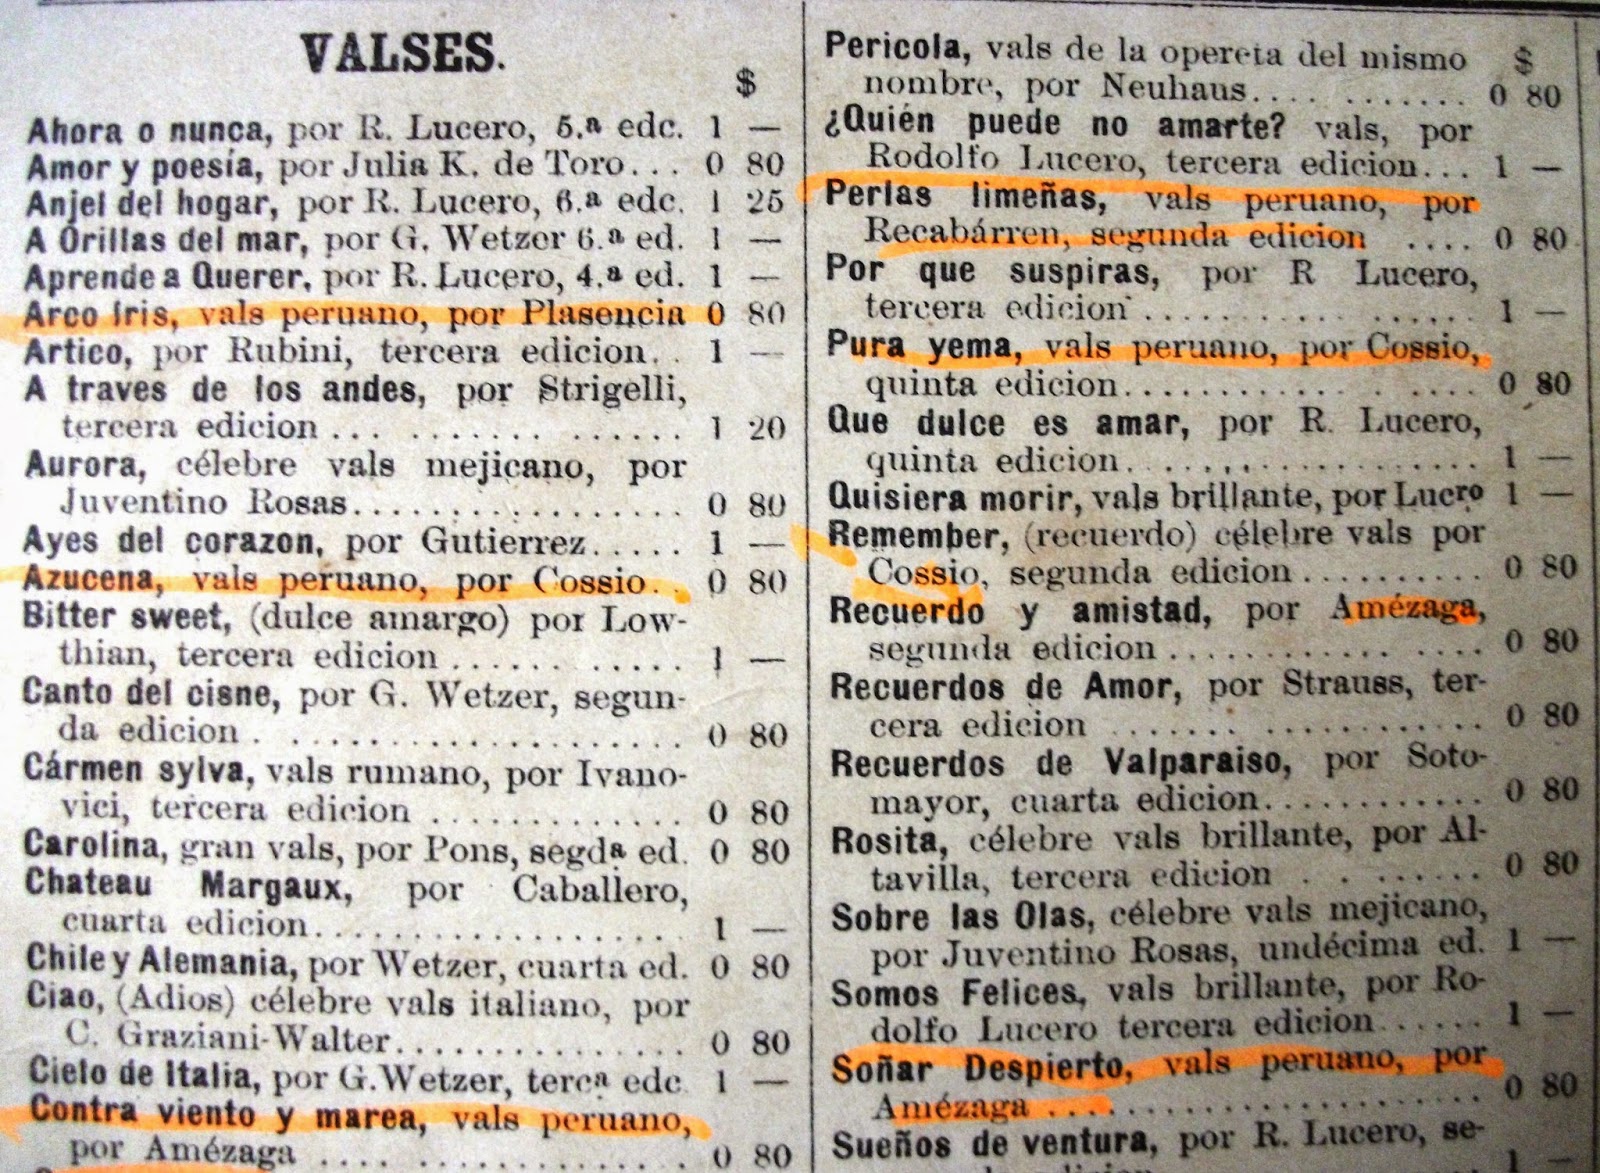 VALSES.
$
Ahora o nunca, por R. Lucero, 5.ª edc. 1 —
Amor y poesía, por Julia K. de Toro... 0 80
Anjel del hogar, por R. Lucero, 6.ª edc. 1 25
A Orillas del mar, por G. Wetzer 6.ª ed. 1 —
Aprende a Querer, por R. Lucero, 4.ª ed. 1 —
Arco Iris, vals peruano, por Plasencia 0 80
Artico, por Rubini, tercera edicion.. 1 —
A traves de los andes, por Strigelli,
tercera edicion ... .. ....... ...... 1 20
Aurora, célebre vals mejicano, por
Juventino Rosas.................. 0 80
Ayes del corazon, por Gutierrez..... 1 —
Azucena, vals peruano, por Cossio.. 0 80
Bitter sweet, (dulce amargo) por Low-
thian, tercera edicion ............ 1 —
Canto del cisne, por G. Wetzer, segun-
da edicion . .................... 0 80
Cármen sylva, vals rumano, por Ivano-
vici, tercera edicion ............. 0 80
Carolina, gran vals, por Pons, segdª ed. 0 80
Chateau Margaux, por Caballero,
cuarta edicion.................... 1 —
Chile y Alemania, por Wetzer, cuarta ed. 0 80
Ciao, (Adios) célebre vals italiano, por
C. Graziani-Walter............... 0 80
Cielo de Italia, por G.Wetzer, tercª edc. 1 —
Contra viento y marea, vals peruano,
por Amézaga .................... 0 80
Pericola, vals de la opereta del mismo $
nombre, por Neuhaus.... ......... 0 80
¿Quién puede no amarte? vals, por
Rodolfo Lucero, tercera edicion... 1 —
Perlas limeñas, vals peruano, por
Recabárren, segunda edicion .... 0 80
Por que suspiras, por R Lucero,
tercera edicion .................. 1 —
Pura yema, vals peruano, por Cossio,
quinta edicion.................... 0 80
Que dulce es amar, por R. Lucero,
quinta edicion.................... 1 —
Quisiera morir, vals brillante, por Lucro 1 —
Remember, (recuerdo) célebre vals por
Cossio, segunda edicion.......... 0 80
Recuerdo y amistad, por Amézaga,
segunda edicion ................. 0 80
Recuerdos de Amor, por Strauss, ter-
cera edicion .................... 0 80
Recuerdos de Valparaiso, por Soto-
mayor, cuarta edicion............ 0 80
Rosita, célebre vals brillante, por Al-
tavilla, tercera edicion . . ...... 0 80
Sobre las Olas, célebre vals mejicano,
por Juventino Rosas, undécima ed. 1 —
Somos Felices, vals brillante, por Ro-
dolfo Lucero tercera edicion...... 1 —
Soñar Despierto, vals peruano, por
Amézaga ....................... 0 80
Sueños de ventura, por R. Lucero, se-